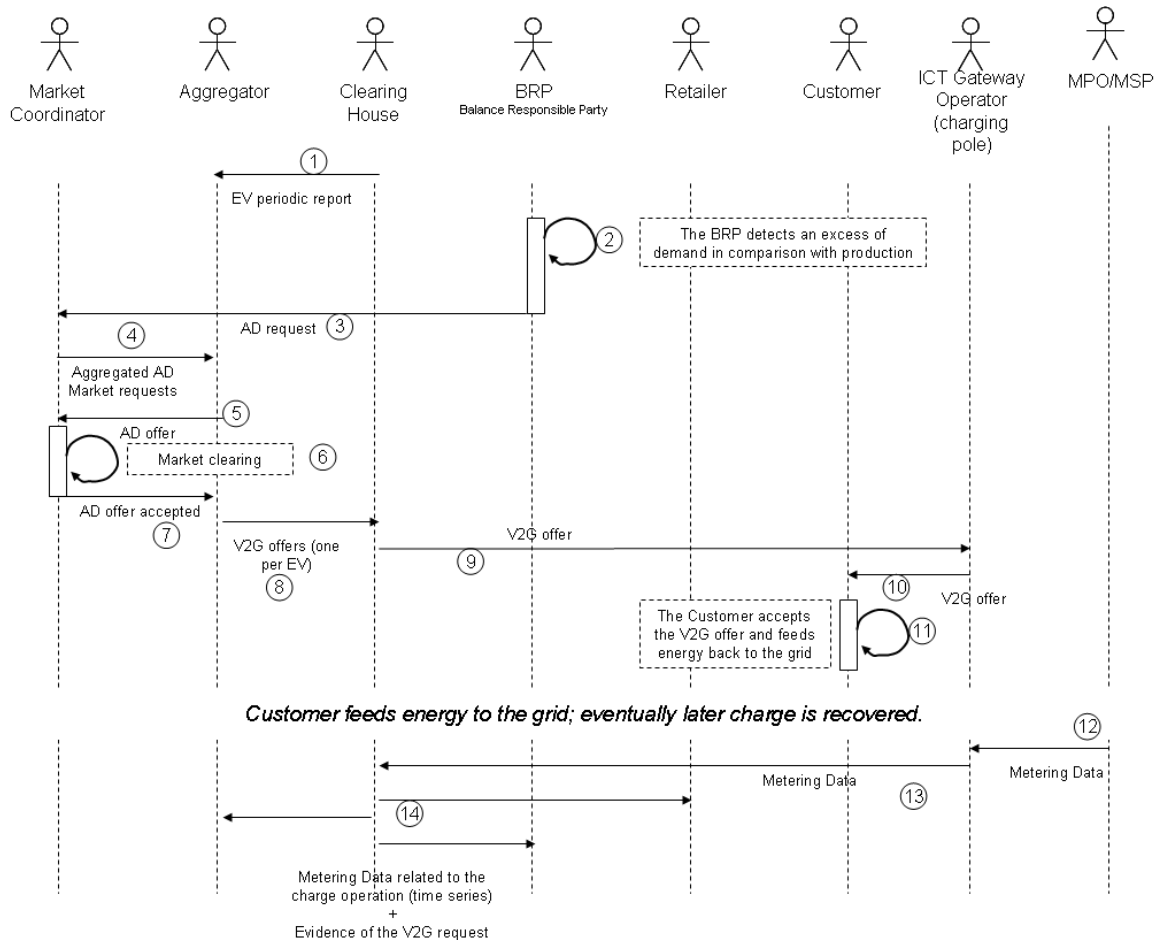 Market
Coordinator
Aggregator
Clearing
House
BRP
Balance Responsible Party
Retailer
Customer
ICT Gateway
Operator
(charging
pole)
MPO/MSP
1
EV periodic report
2
The BRP detects an excess of
demand in comparison with production
AD request
3
4
Aggregated AD
Market requests
5
AD offer
Market clearing
6
AD offer accepted
7
V2G offers (one
per EV)
8
V2G offer
9
10
V2G offer
The Customer accepts
the V2G offer and feeds
energy back to the grid
11
Customer feeds energy to the grid; eventually later charge is recovered.
12
Metering Data
Metering Data
13
14
Metering Data related to the
charge operation (time series)
+
Evidence of the V2G request